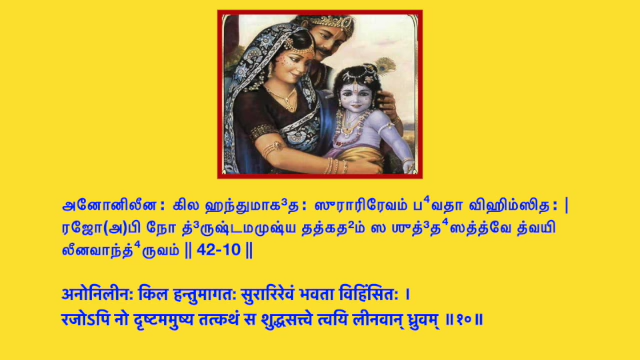 அனோனிலீன: கில ஹந்துமாக³த: ஸுராரிரேவம் ப⁴வதா விஹிம்ஸித: |
ரஜோ(அ)பி நோ த்³ருஷ்டமமுஷ்ய தத்கத²ம் ஸ ஶுத்³த⁴ஸத்த்வே த்வயி
லீனவாந்த்⁴ருவம் || 42-10 ||
अनोनिलीनः किल हन्तुमागतः सुरारिरेवं भवता विहिंसितः ।
रजोऽपि नो दृष्टममुष्य तत्कथं स शुद्धसत्त्वे त्वयि लीनवान् ध्रुवम् ॥१०॥